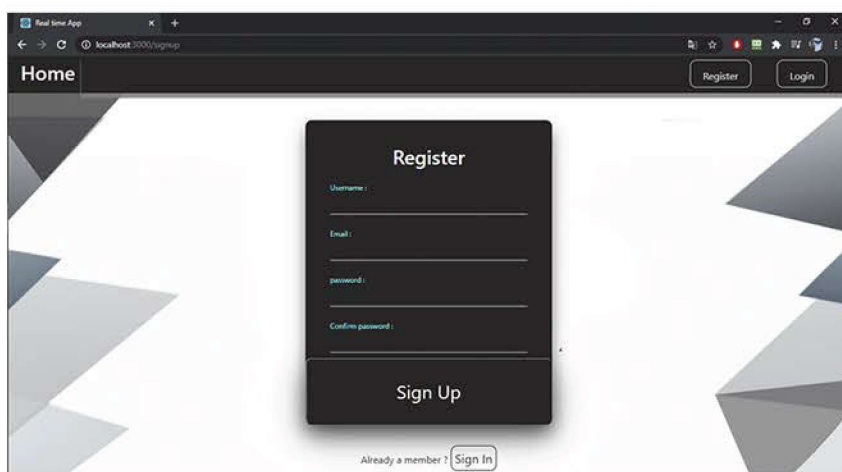 Real time App
localhost:3000/signup
Home
Register
Login
Register
Username :
Email :
password :
Confirm password :
Sign Up
Already a member ? Sign In